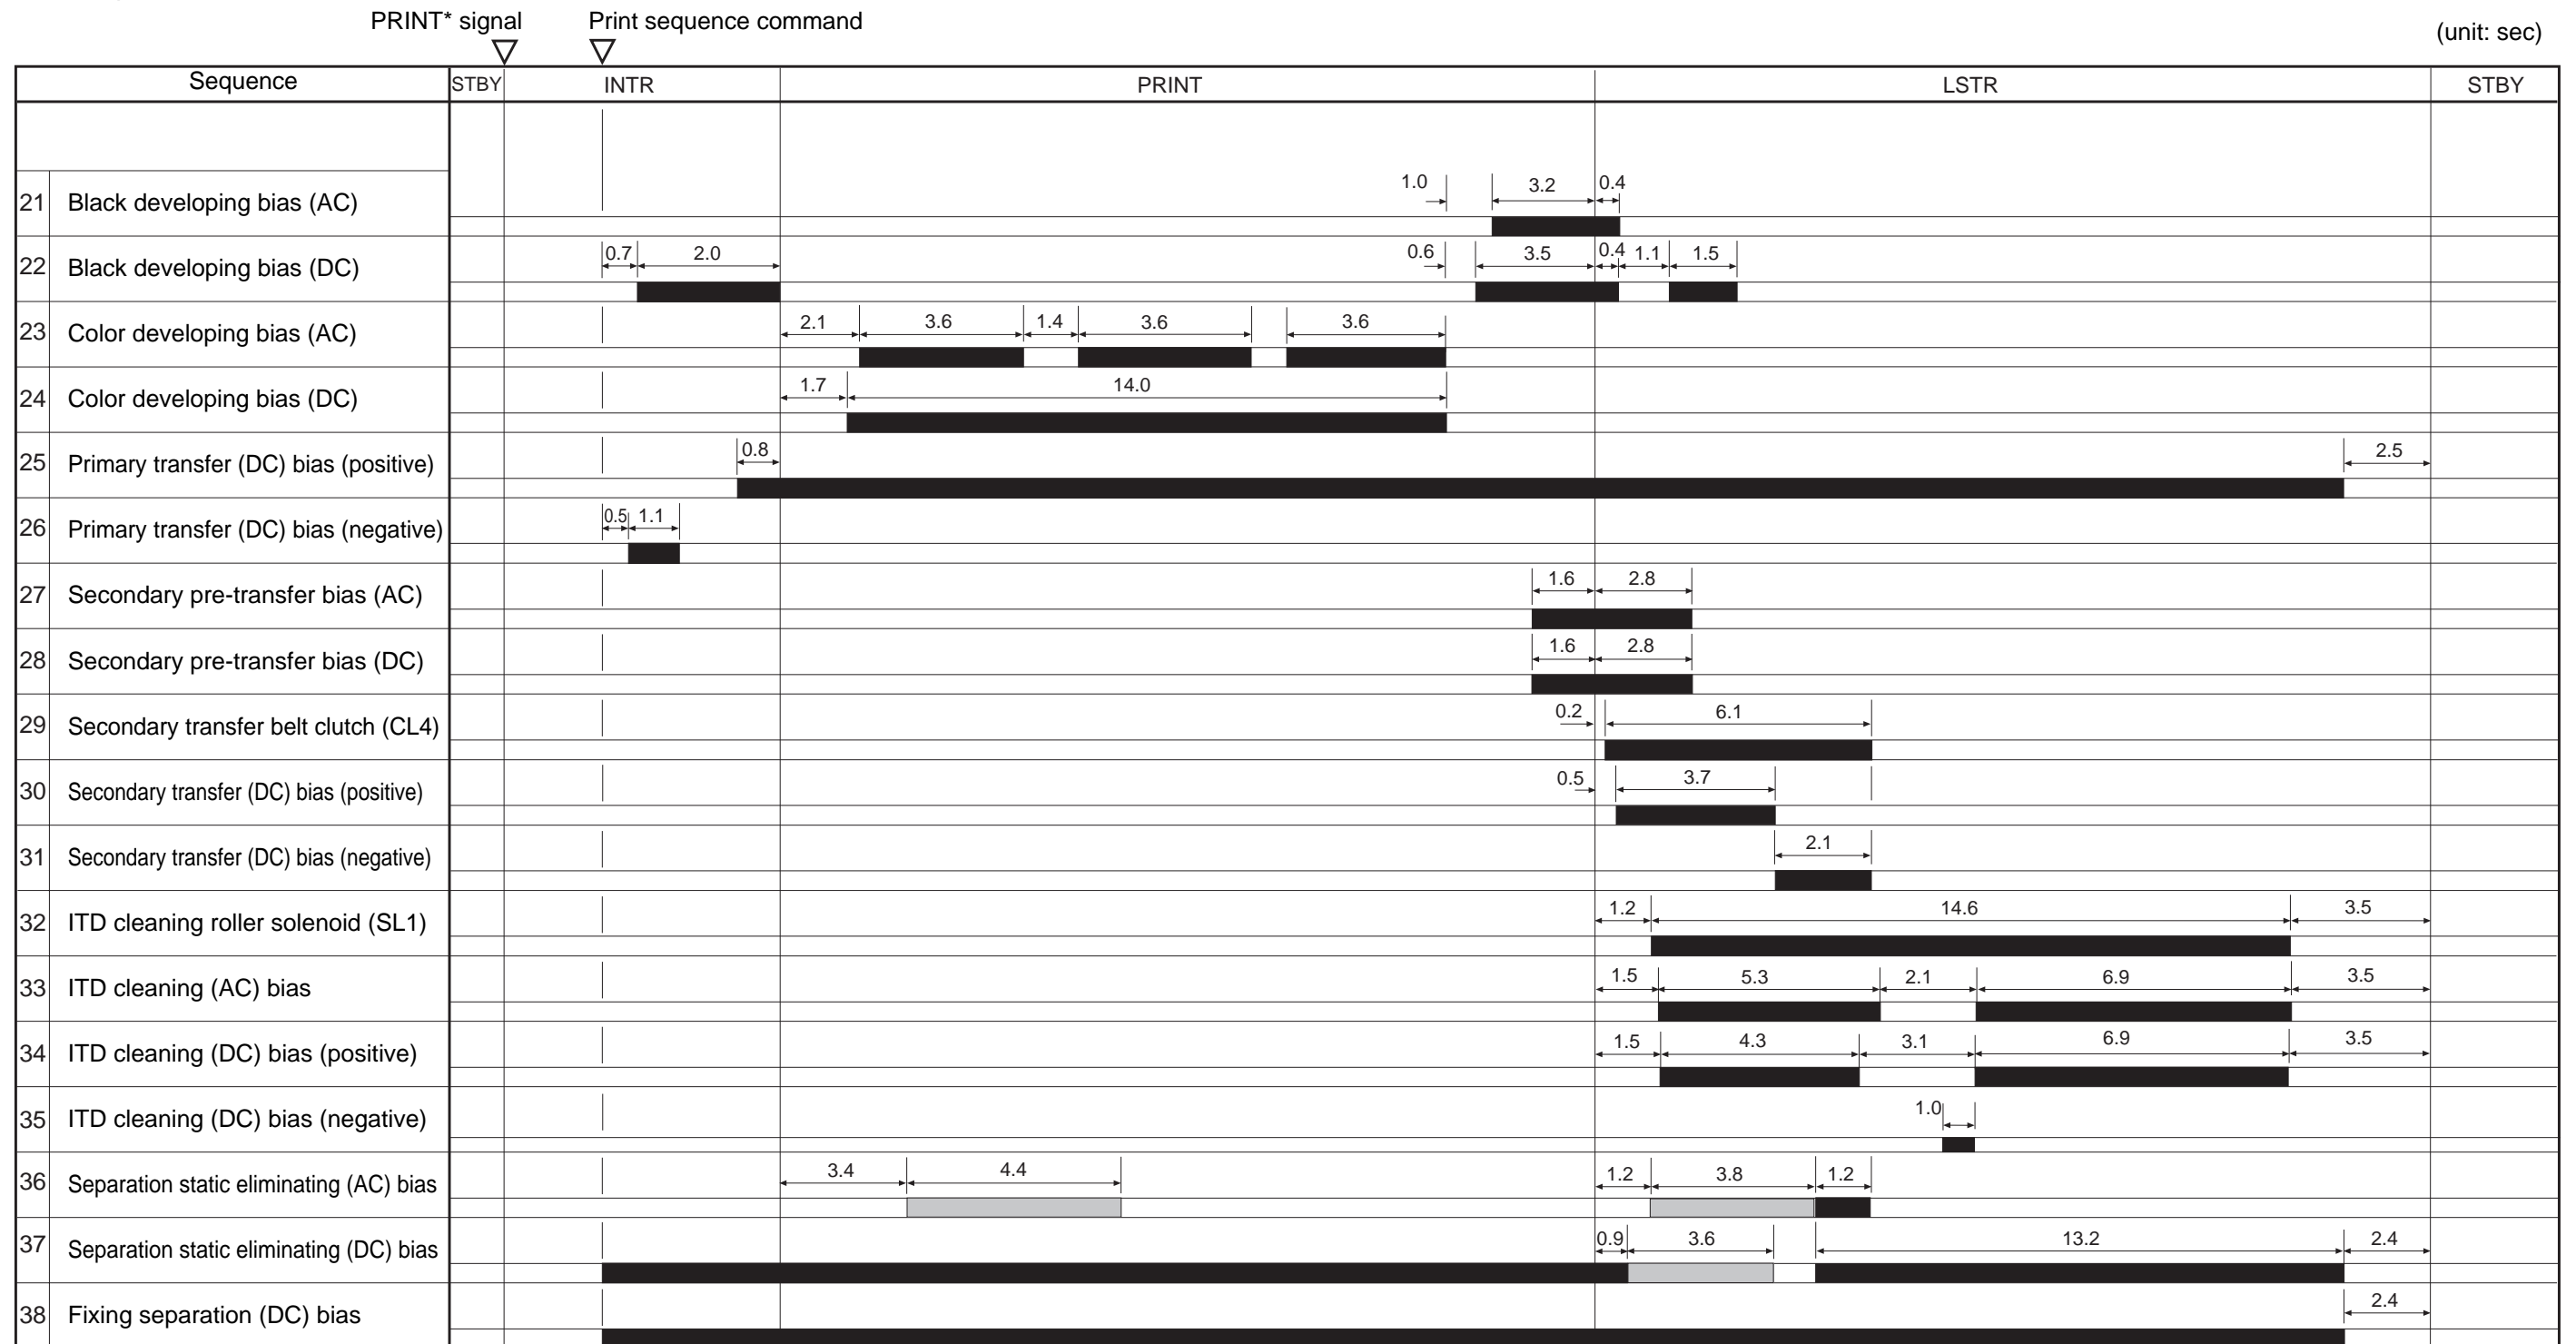 PRINT* signal Print sequence command (unit: sec)
Sequence STBY INTR PRINT LSTR STBY
21 Black developing bias (AC) 1.0 3.2 0.4
22 Black developing bias (DC) 0.7 2.0 0.6 3.5 0.4 1.1 1.5
23 Color developing bias (AC) 2.1 3.6 1.4 3.6 3.6
24 Color developing bias (DC) 1.7 14.0
25 Primary transfer (DC) bias (positive) 0.8 2.5
26 Primary transfer (DC) bias (negative) 0.5 1.1
27 Secondary pre-transfer bias (AC) 1.6 2.8
28 Secondary pre-transfer bias (DC) 1.6 2.8
29 Secondary transfer belt clutch (CL4) 0.2 6.1
30 Secondary transfer (DC) bias (positive) 0.5 3.7
31 Secondary transfer (DC) bias (negative) 2.1
32 ITD cleaning roller solenoid (SL1) 1.2 14.6 3.5
33 ITD cleaning (AC) bias 1.5 5.3 2.1 6.9 3.5
34 ITD cleaning (DC) bias (positive) 1.5 4.3 3.1 6.9 3.5
35 ITD cleaning (DC) bias (negative) 1.0
36 Separation static eliminating (AC) bias 3.4 4.4 1.2 3.8 1.2
37 Separation static eliminating (DC) bias 0.9 3.6 13.2 2.4
38 Fixing separation (DC) bias 2.4